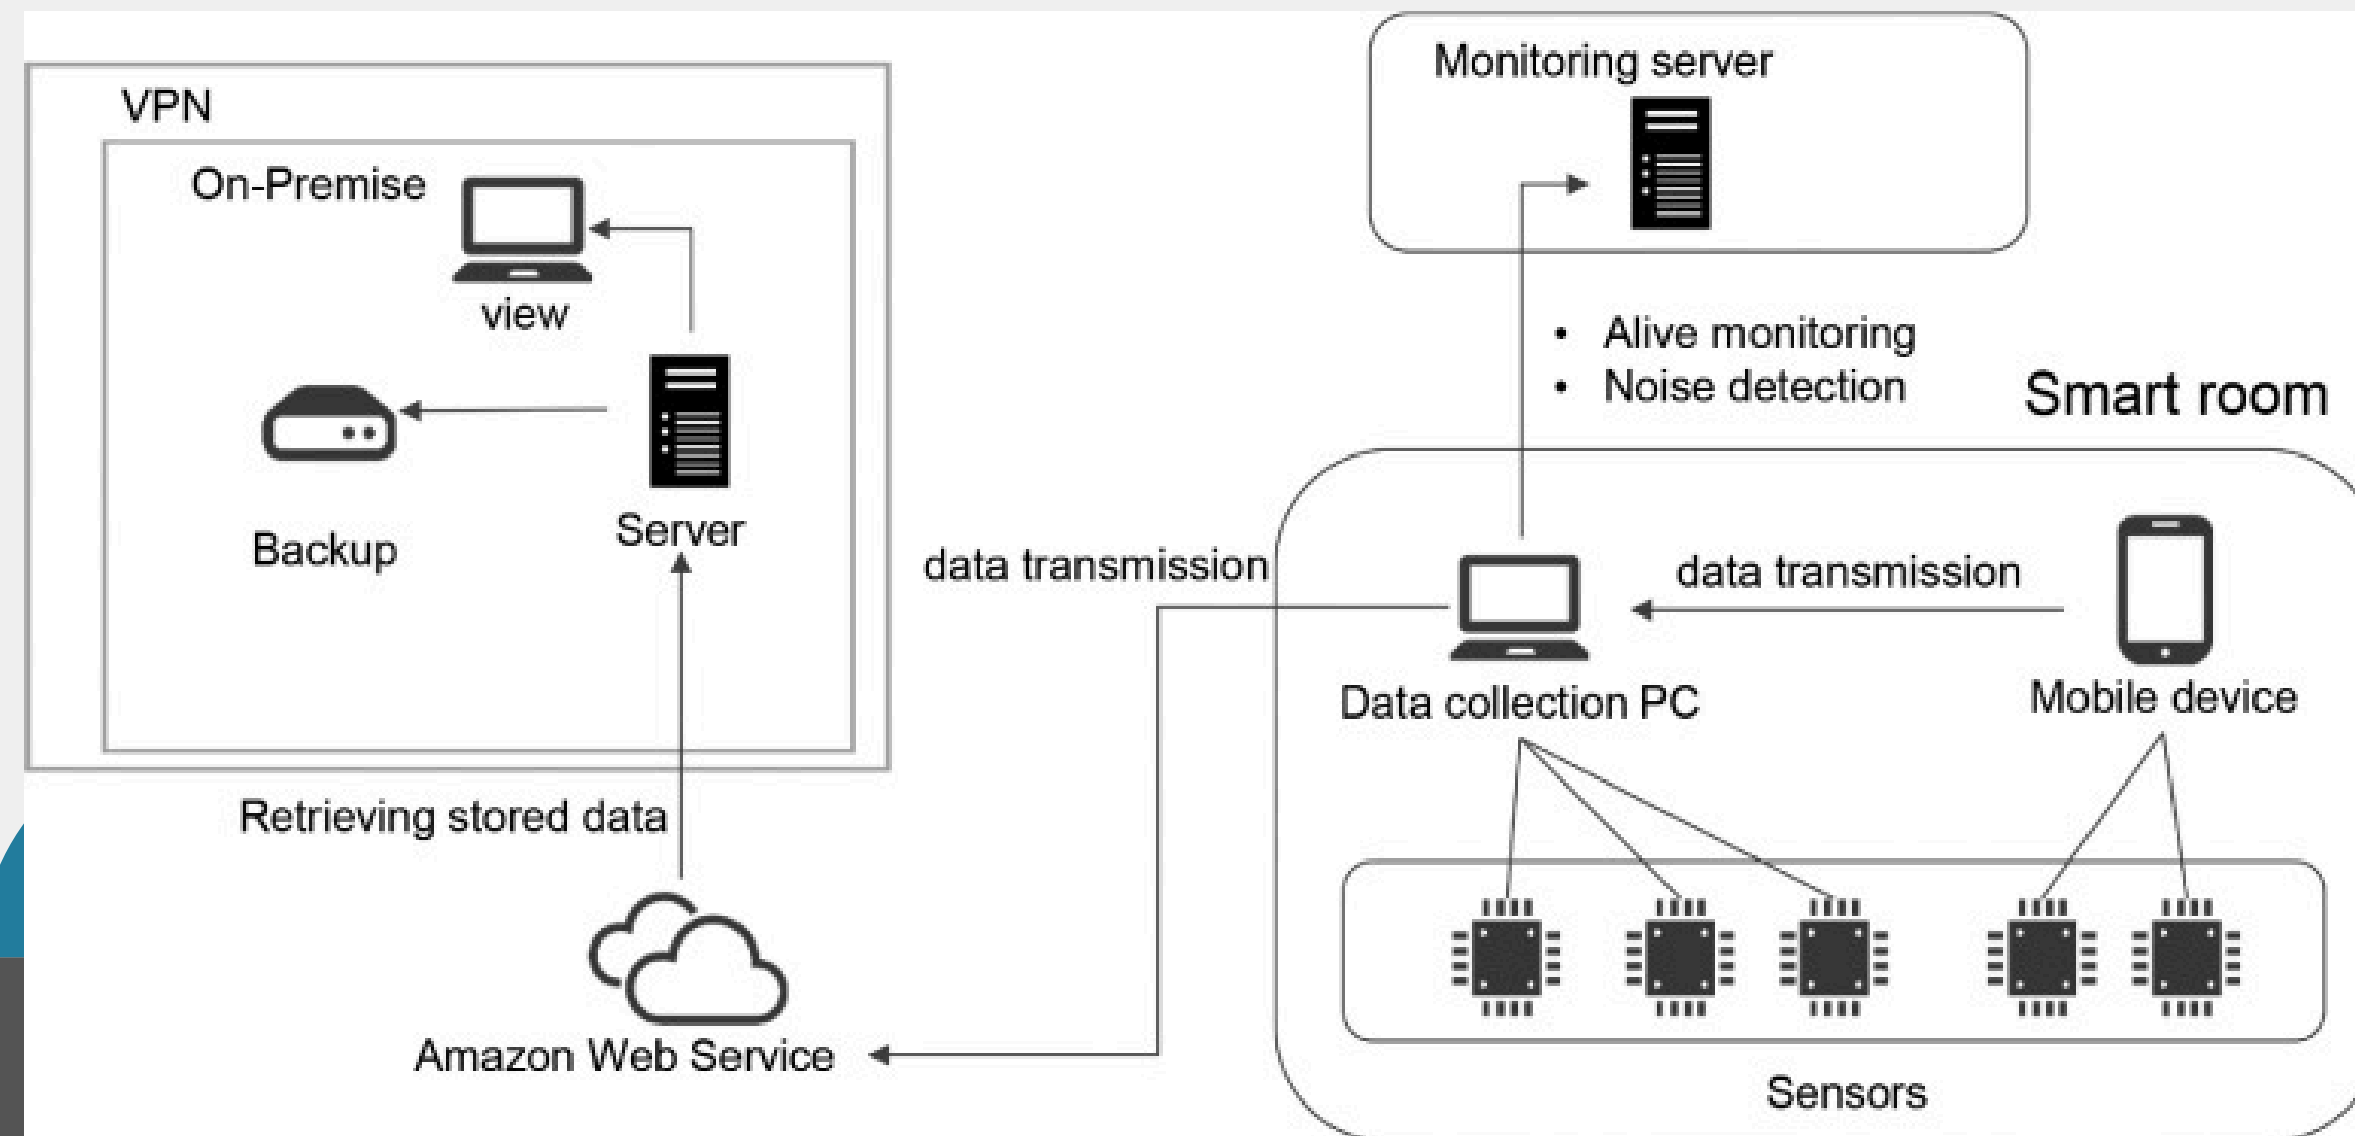 VPN
On-Premise
view
Backup
Server
Retrieving stored data
Amazon Web Service
data transmission
Monitoring server
• Alive monitoring
• Noise detection
Smart room
data transmission
Data collection PC
Mobile device
Sensors